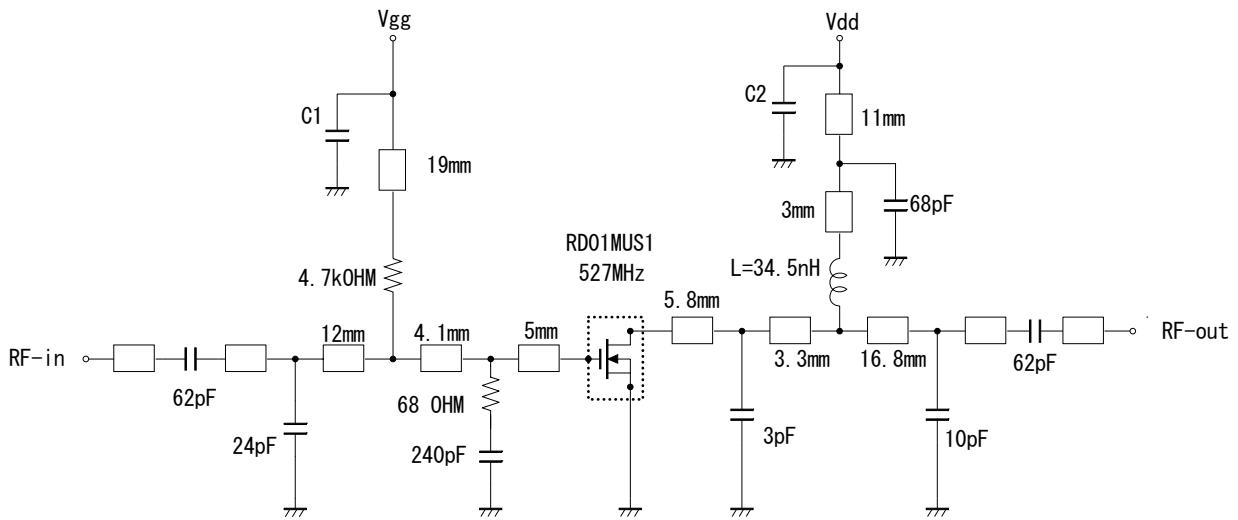 Vgg
Vdd
C1
C2
11mm
19mm
3mm
68pF
RD01MUS1
527MHz
L=34.5nH
4.7kOHM
5.8mm
12mm
4.1mm
5mm
RF-in
RF-out
3.3mm
16.8mm
62pF
62pF
68 OHM
24pF
240pF
3pF
10pF